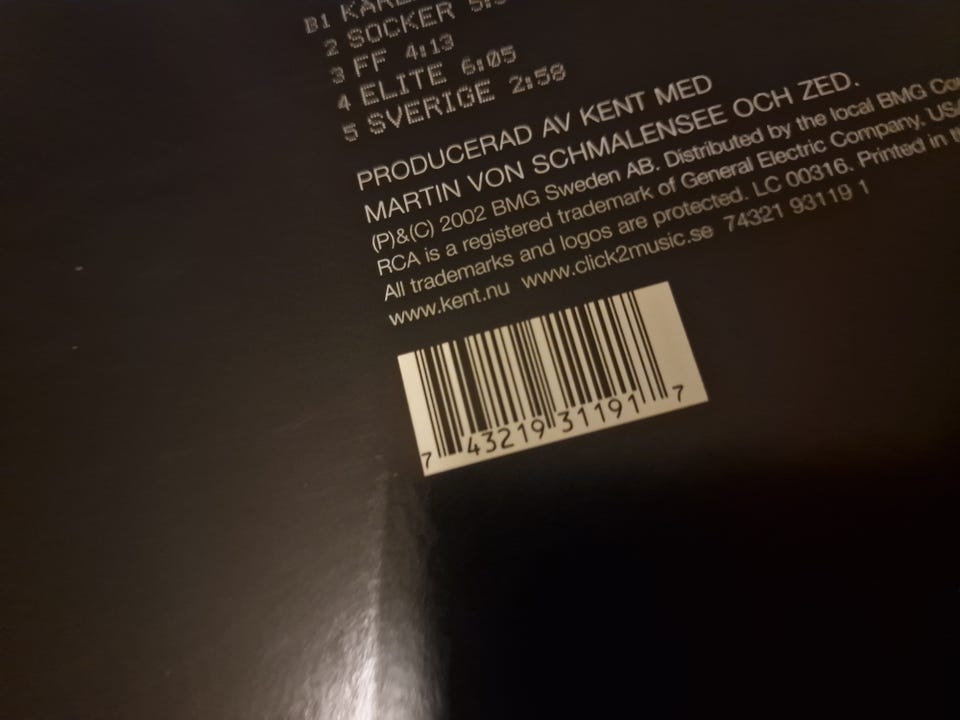 B1
2 SOCKER
3 FF 4:13
4 ELITE 6:05
5 SVERIGE 2:58
PRODUCERAD AV KENT MED
MARTIN VON SCHMALENSEE OCH ZED.
(P)&(C) 2002 BMG Sweden AB. Distributed by the local BMG
RCA is a registered trademark of General Electric Company, USA
All trademarks and logos are protected. LC 00316. Printed in
www.kent.nu www.click2music.se 74321 93119 1
7 43219 31191 7